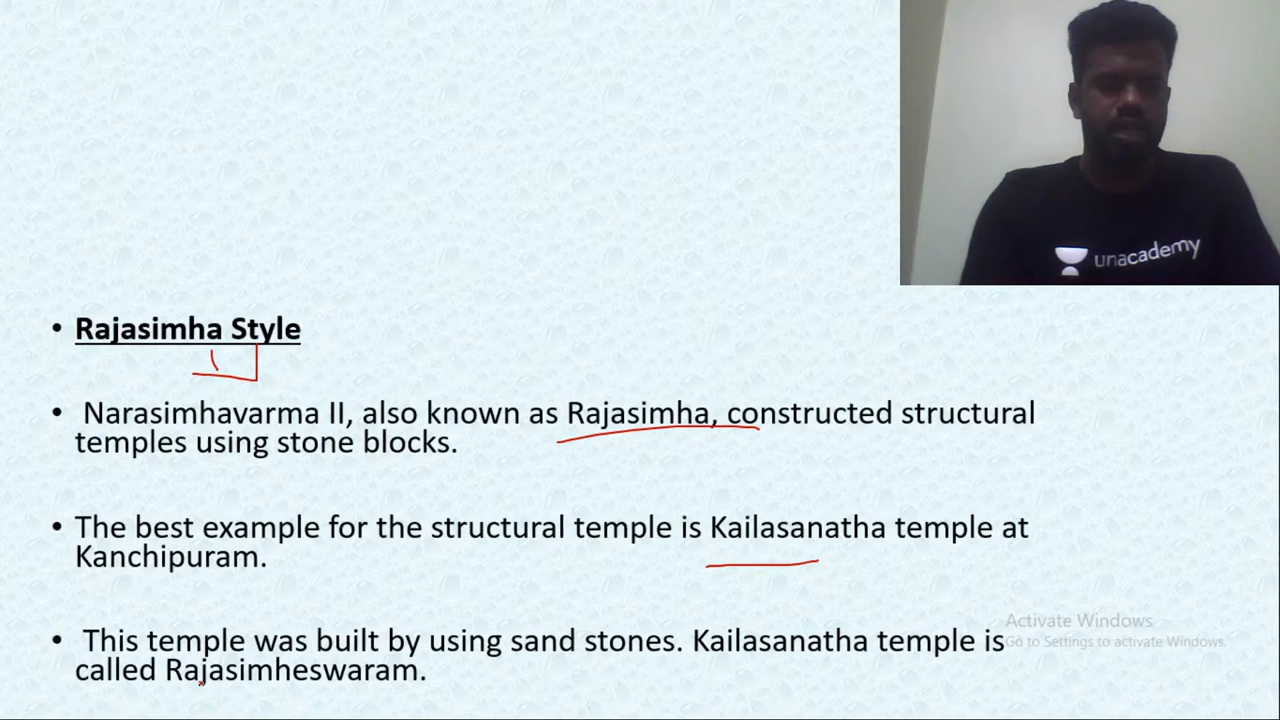 unacademy
• Rajasimha Style
• Narasimhavarma II, also known as Rajasimha, constructed structural
temples using stone blocks.
• The best example for the structural temple is Kailasanatha temple at
Kanchipuram.
• This temple was built by using sand stones. Kailasanatha temple is
called Rajasimheswaram.
Activate Windows
Go to Settings to activate Windows.